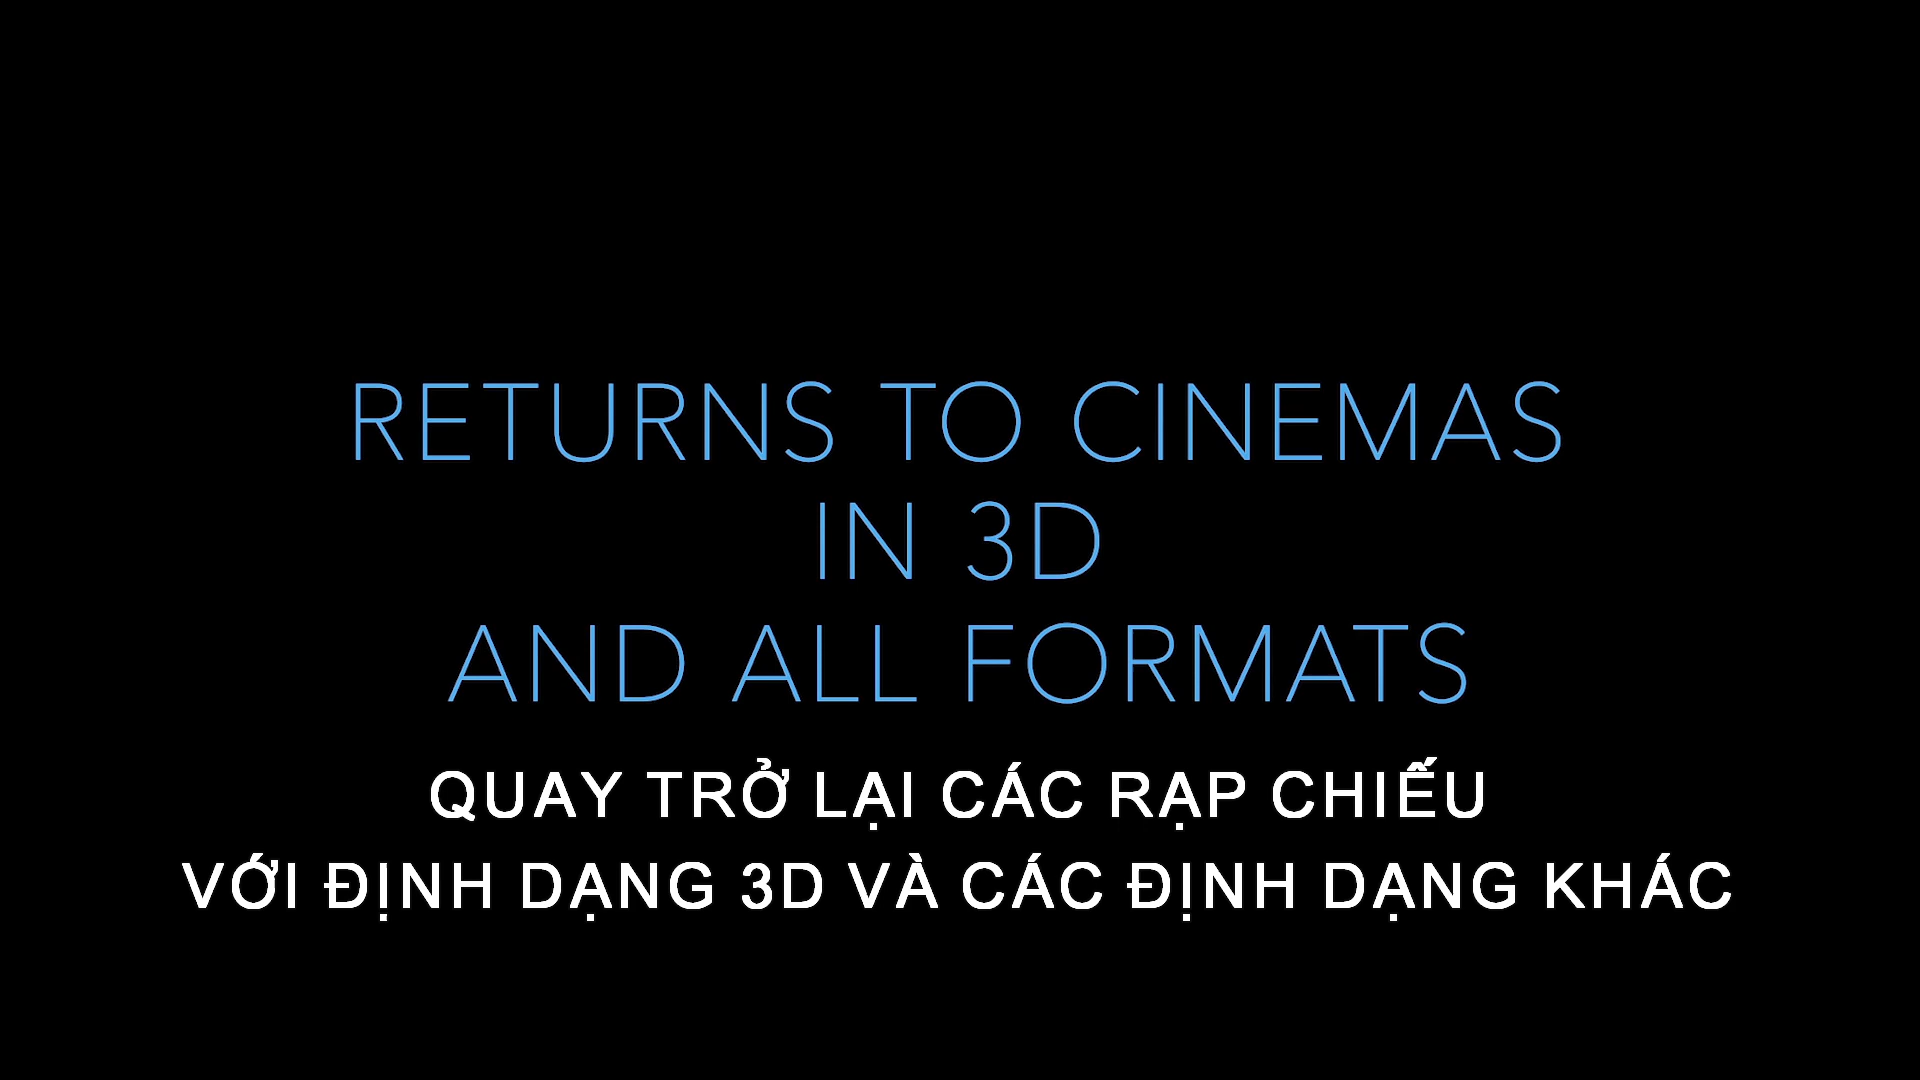 RETURNS TO CINEMAS
IN 3D
AND ALL FORMATS
QUAY TRỞ LẠI CÁC RẠP CHIẾU
VỚI ĐỊNH DẠNG 3D VÀ CÁC ĐỊNH DẠNG KHÁC